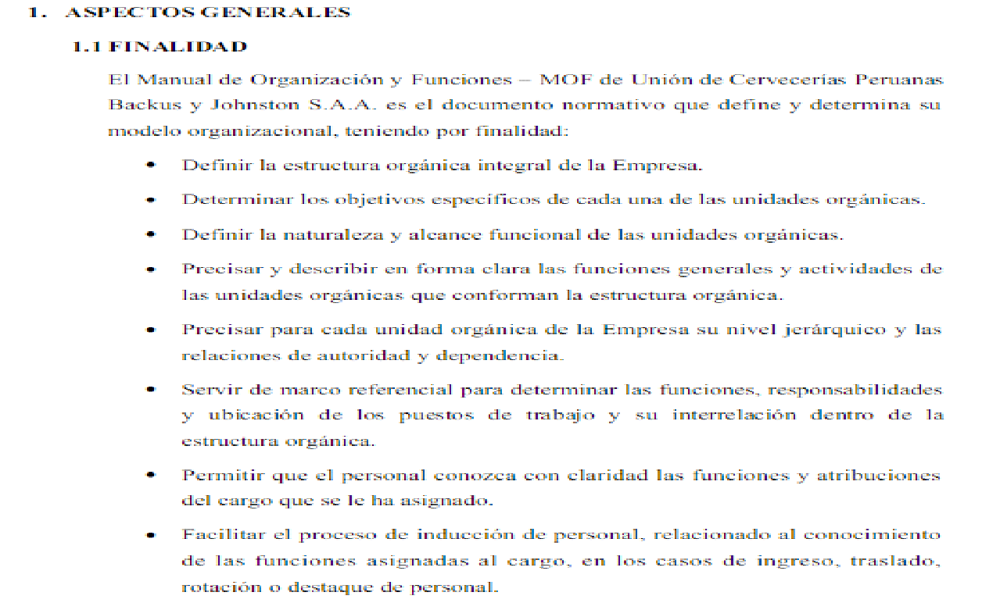 1. ASPECTOS GENERALES
1.1 FINALIDAD
El Manual de Organización y Funciones – MOF de Unión de Cervecerías Peruanas
Backus y Johnston S.A.A. es el documento normativo que define y determina su
modelo organizacional, teniendo por finalidad:
• Definir la estructura orgánica integral de la Empresa.
• Determinar los objetivos específicos de cada una de las unidades orgánicas.
• Definir la naturaleza y alcance funcional de las unidades orgánicas.
• Precisar y describir en forma clara las funciones generales y actividades de
las unidades orgánicas que conforman la estructura orgánica.
• Precisar para cada unidad orgánica de la Empresa su nivel jerárquico y las
relaciones de autoridad y dependencia.
• Servir de marco referencial para determinar las funciones, responsabilidades
y ubicación de los puestos de trabajo y su interrelación dentro de la
estructura orgánica.
• Permitir que el personal conozca con claridad las funciones y atribuciones
del cargo que se le ha asignado.
• Facilitar el proceso de inducción de personal, relacionado al conocimiento
de las funciones asignadas al cargo, en los casos de ingreso, traslado,
rotación o destaque de personal.